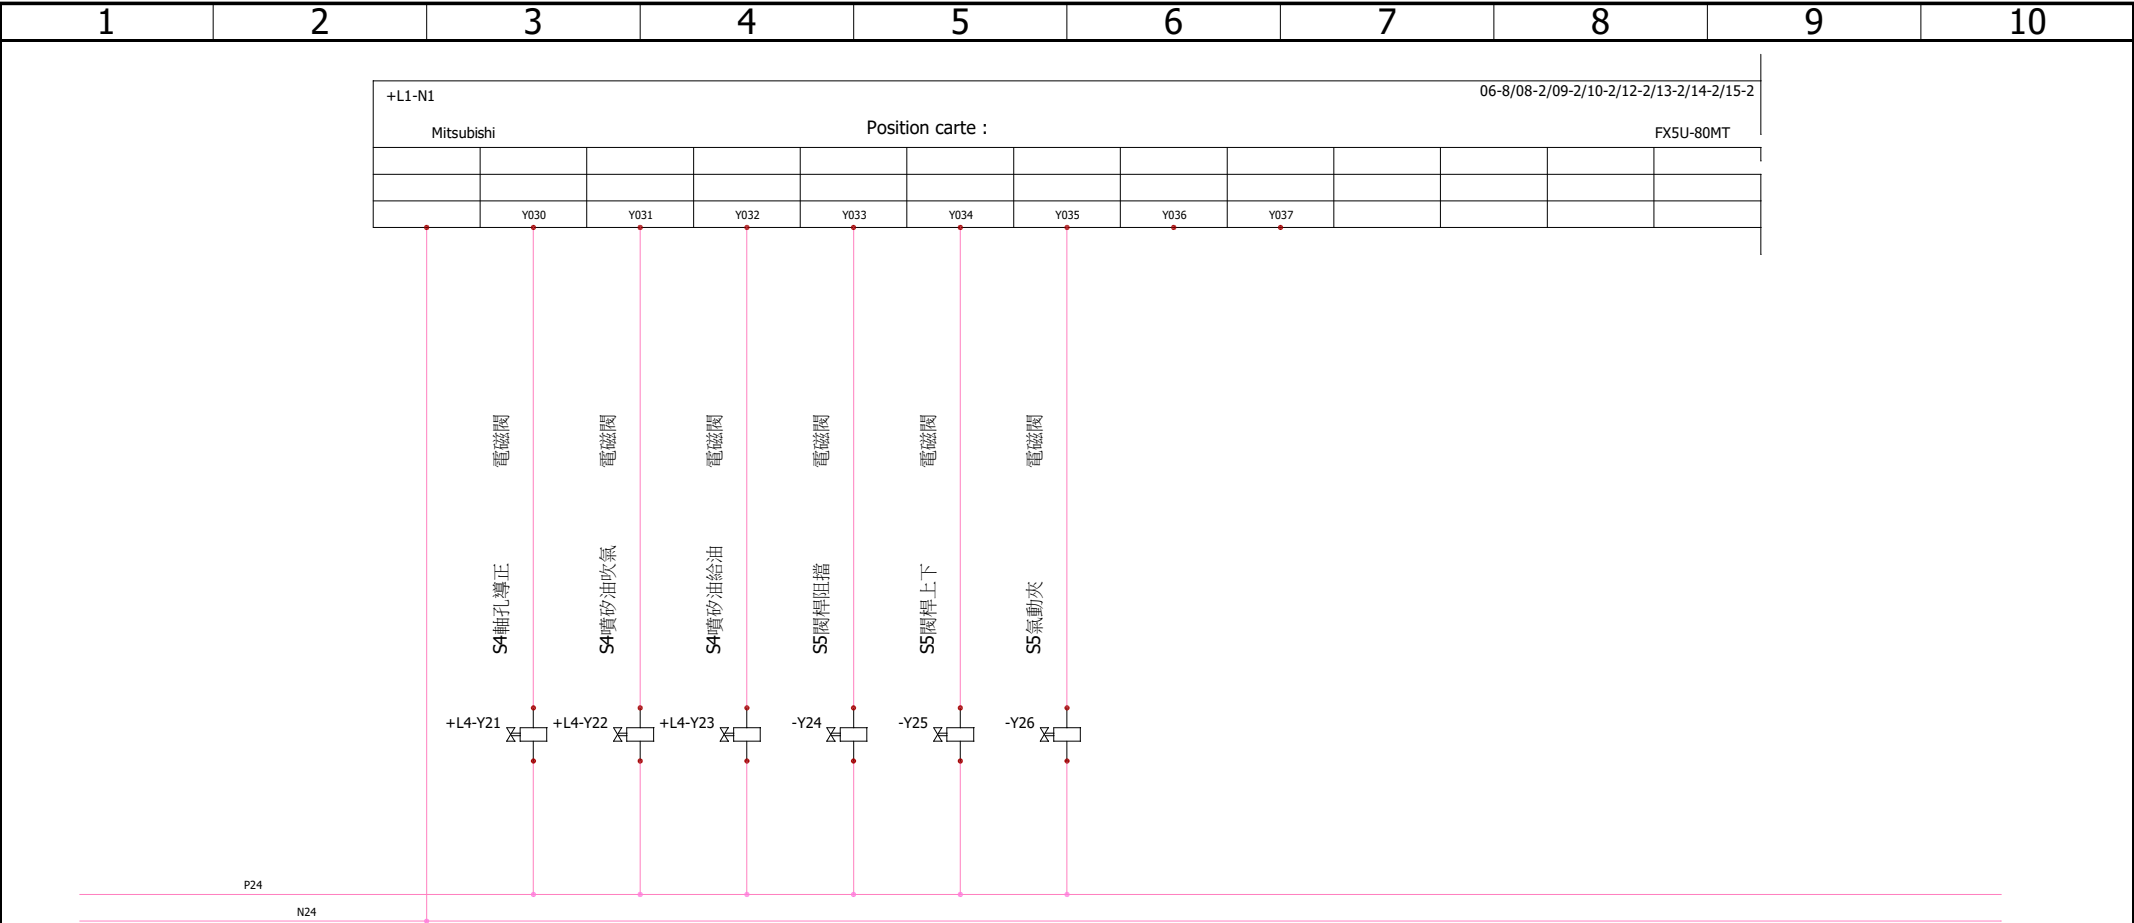 1 2 3 4 5 6 7 8 9 10
+L1-N1 06-8/08-2/09-2/10-2/12-2/13-2/14-2/15-2
Mitsubishi Position carte : FX5U-80MT
Y030 Y031 Y032 Y033 Y034 Y035 Y036 Y037
S4軸孔導正 電磁閥
S4噴矽油吹氣 電磁閥
S4噴矽油給油 電磁閥
S5閥桿阻擋 電磁閥
S5閥桿上下 電磁閥
S5氣動夾 電磁閥
+L4-Y21 +L4-Y22 +L4-Y23 -Y24 -Y25 -Y26
P24
N24